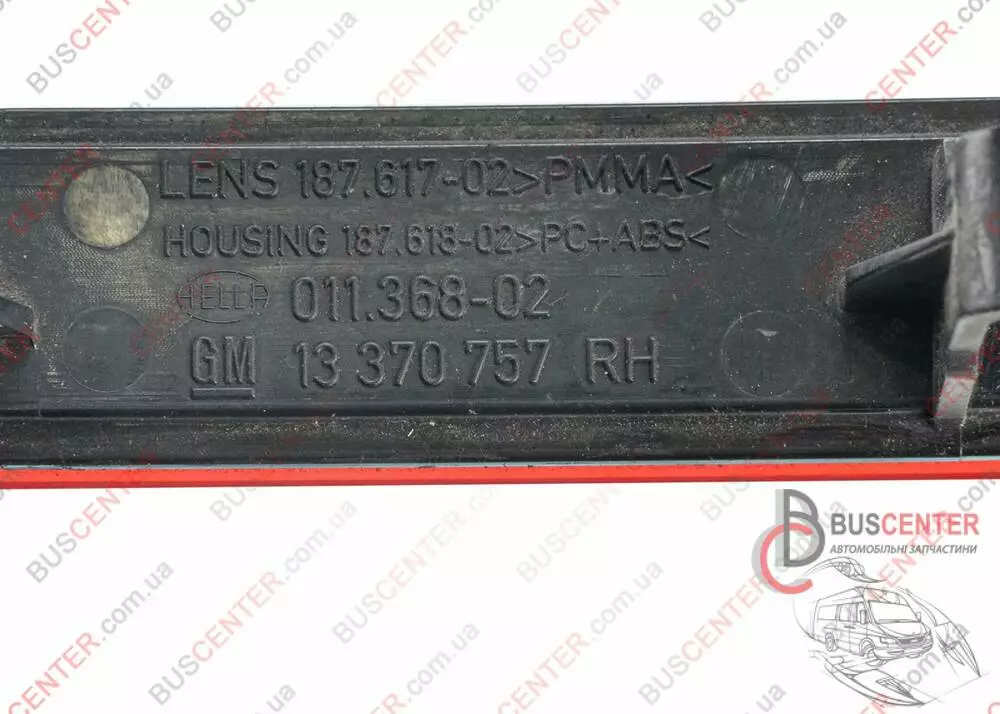 LENS 187.617-02>PMMA<
HOUSING 187.618-02>PC+ABS<
HELLA 011.368-02
GM 13 370 757 RH
BUSCENTER
АВТОМОБІЛЬНІ ЗАПЧАСТИНИ
BUSCENTER.com.ua